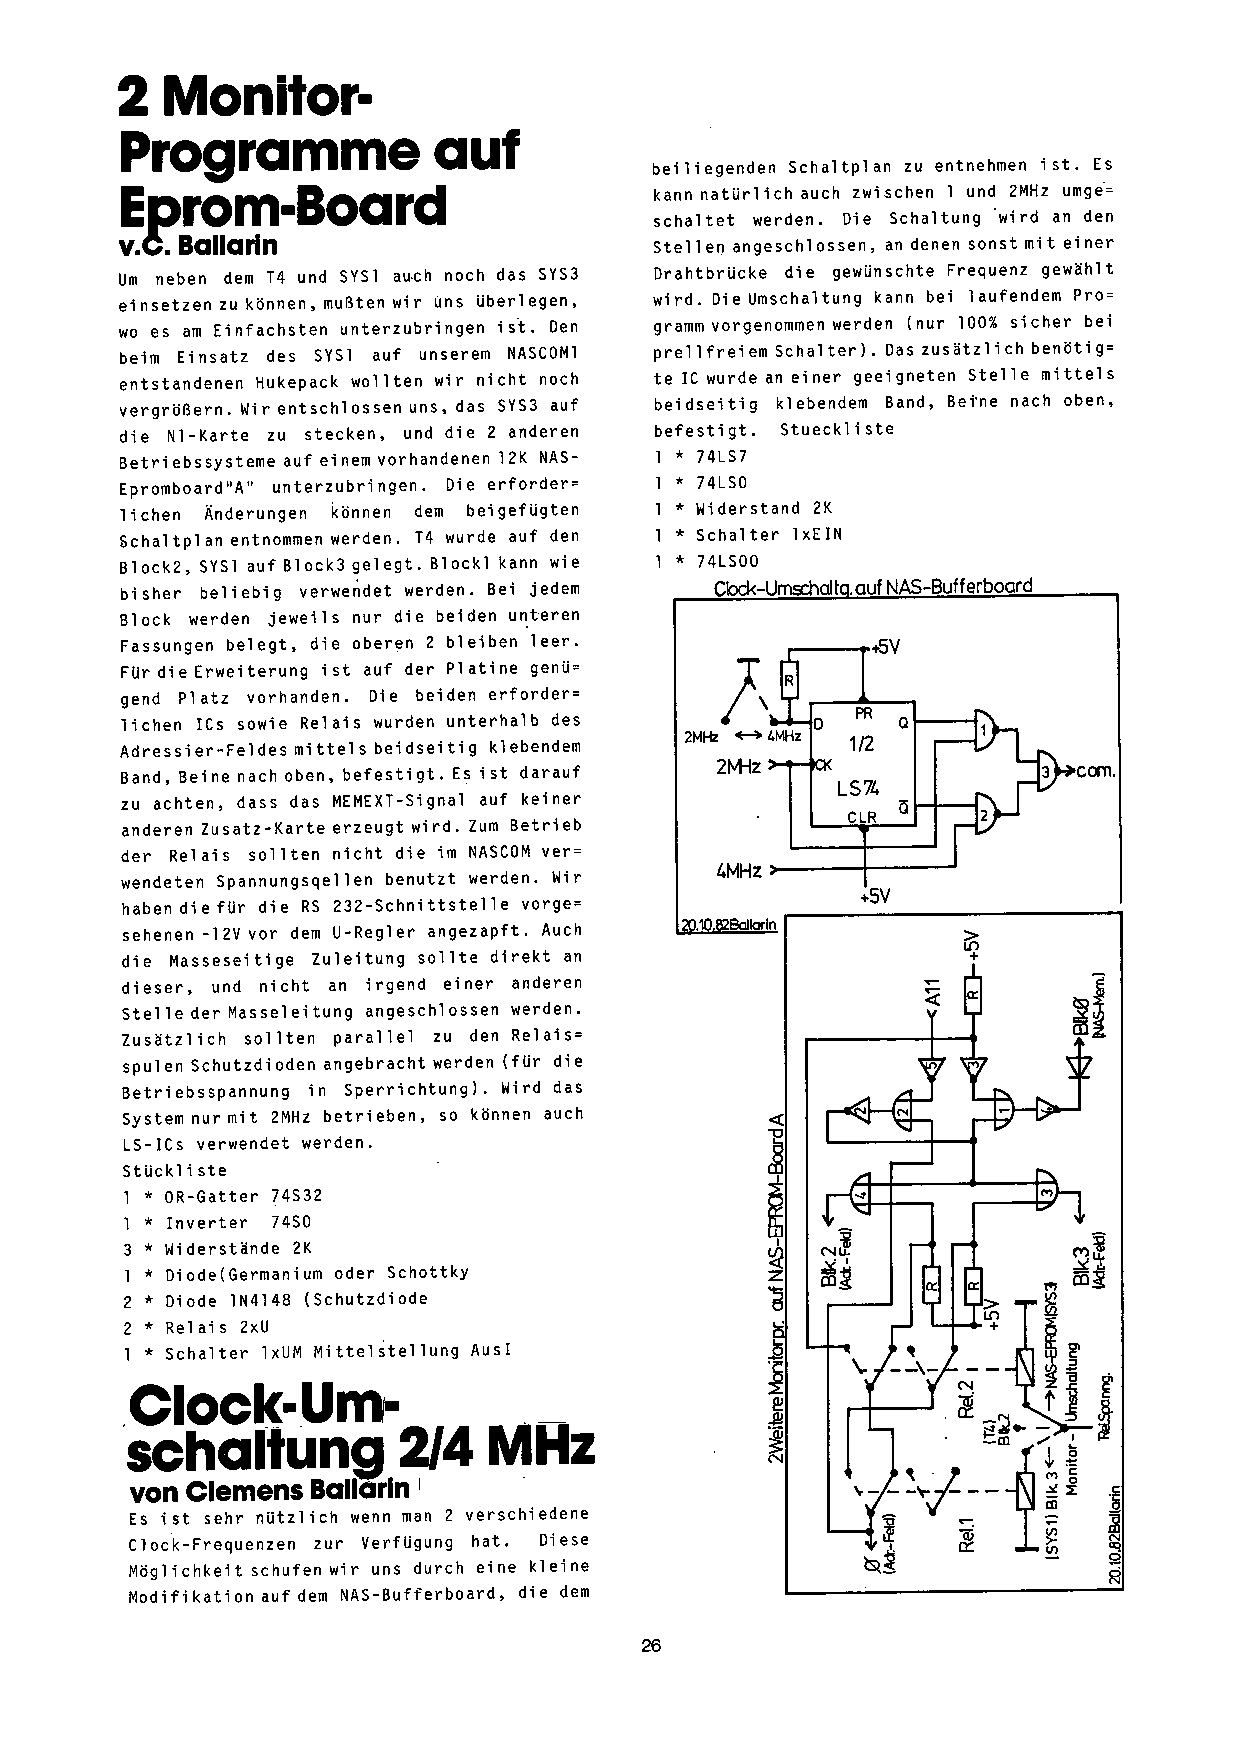 2 Monitor-
Programme auf
Eprom-Board
v.C. Ballarin
Um neben dem T4 und SYS1 auch noch das SYS3
einsetzen zu können, mußten wir uns überlegen,
wo es am Einfachsten unterzubringen ist. Den
beim Einsatz des SYS1 auf unserem NASCOM1
entstandenen Hukepack wollten wir nicht noch
vergrößern. Wir entschlossen uns, das SYS3 auf
die N1-Karte zu stecken, und die 2 anderen
Betriebssysteme auf einem vorhandenen 12K NAS-
Epromboard"A" unterzubringen. Die erforder=
lichen Änderungen können dem beigefügten
Schaltplan entnommen werden. T4 wurde auf den
Block2, SYS1 auf Block3 gelegt. Block1 kann wie
bisher beliebig verwendet werden. Bei jedem
Block werden jeweils nur die beiden unteren
Fassungen belegt, die oberen 2 bleiben leer.
Für die Erweiterung ist auf der Platine genü=
gend Platz vorhanden. Die beiden erforder=
lichen ICs sowie Relais wurden unterhalb des
Adressier-Feldes mittels beidseitig klebendem
Band, Beine nach oben, befestigt. Es ist darauf
zu achten, dass das MEMEXT-Signal auf keiner
anderen Zusatz-Karte erzeugt wird. Zum Betrieb
der Relais sollten nicht die im NASCOM ver=
wendeten Spannungsqellen benutzt werden. Wir
haben die für die RS 232-Schnittstelle vorge=
sehenen -12V vor dem U-Regler angezapft. Auch
die Masseseitige Zuleitung sollte direkt an
dieser, und nicht an irgend einer anderen
Stelle der Masseleitung angeschlossen werden.
Zusätzlich sollten parallel zu den Relais=
spulen Schutzdioden angebracht werden (für die
Betriebsspannung in Sperrichtung). Wird das
System nur mit 2MHz betrieben, so können auch
LS-ICs verwendet werden.
Stückliste
1 * OR-Gatter 74S32
1 * Inverter 74S0
3 * Widerstände 2K
1 * Diode(Germanium oder Schottky
2 * Diode 1N4148 (Schutzdiode
2 * Relais 2xU
1 * Schalter 1xUM Mittelstellung AusI
Clock-Um-
schaltung 2/4 MHz
von Clemens Ballarin
Es ist sehr nützlich wenn man 2 verschiedene
Clock-Frequenzen zur Verfügung hat. Diese
Möglichkeit schufen wir uns durch eine kleine
Modifikation auf dem NAS-Bufferboard, die dem
beiliegenden Schaltplan zu entnehmen ist. Es
kann natürlich auch zwischen 1 und 2MHz umge=
schaltet werden. Die Schaltung wird an den
Stellen angeschlossen, an denen sonst mit einer
Drahtbrücke die gewünschte Frequenz gewählt
wird. Die Umschaltung kann bei laufendem Pro=
gramm vorgenommen werden (nur 100% sicher bei
prellfreiem Schalter). Das zusätzlich benötig=
te IC wurde an einer geeigneten Stelle mittels
beidseitig klebendem Band, Beine nach oben,
befestigt. Stueckliste
1 * 74LS7
1 * 74LS0
1 * Widerstand 2K
1 * Schalter 1xEIN
1 * 74LS00
Clock-Umschaltg. auf NAS-Bufferboard
+5V
R
D PR Q
1
2MHz ↔ 4MHz
1/2
2MHz CK
3 com.
LS74
Q̅
CLR
2
4MHz
+5V
20.10.82 Ballarin
2 Weitere Monitorpr. auf NAS-EPROM-Board A
+5V
A11
R
Blk0
(NAS-Mem.)
5
3
2
2
1
4
4
3
Blk.2
(Adr.-Feld)
Blk.3
(Adr.-Feld)
R
R
+5V
Rel.2
(T4)
Blk.2
NAS-EPROM(SYS3)
Monitor-Umschaltung
Rel.Spanng.
Rel.1
(SYS1) Blk.3
Ø
(Adr.-Feld)
20.10.82 Ballarin
26